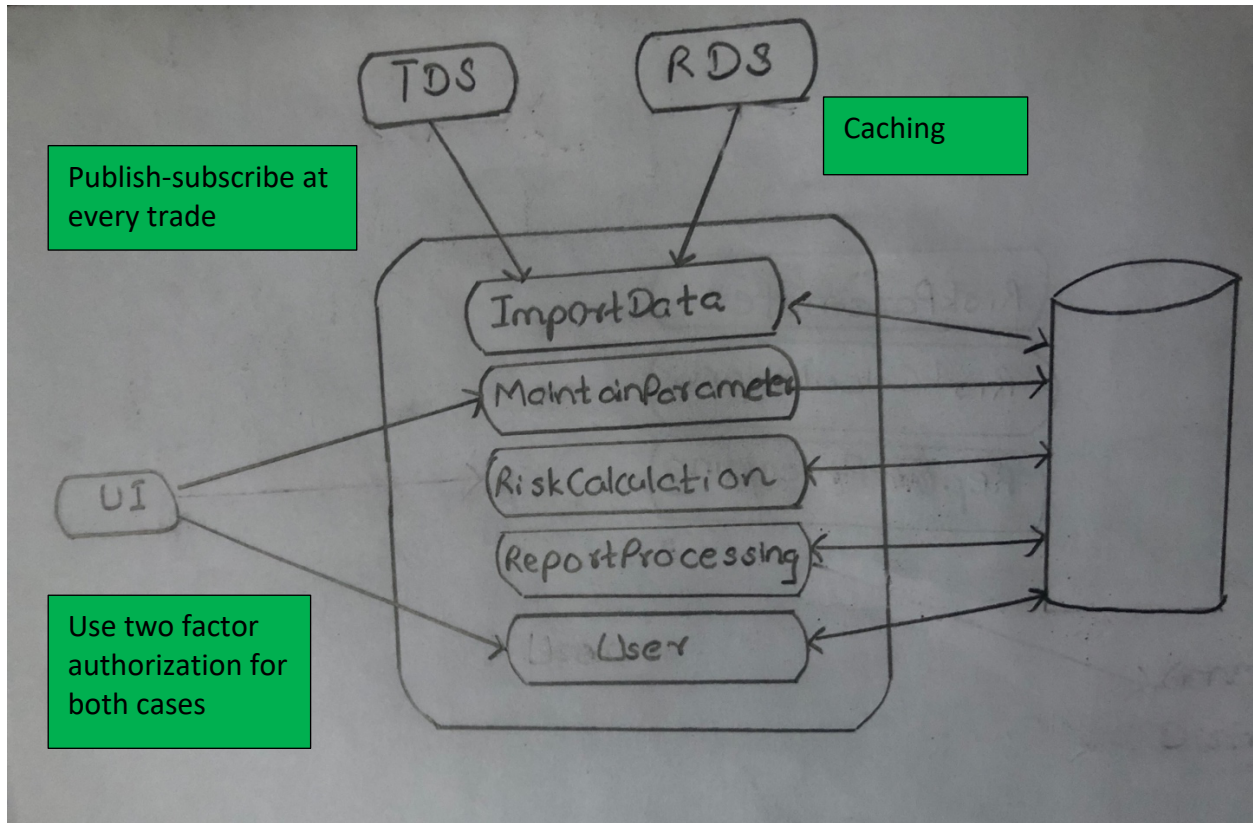 TDS
RDS
Caching
Publish-subscribe at
every trade
ImportData
MaintainParameter
RiskCalculation
UI
ReportProcessing
Use two factor
authorization for
both cases
User